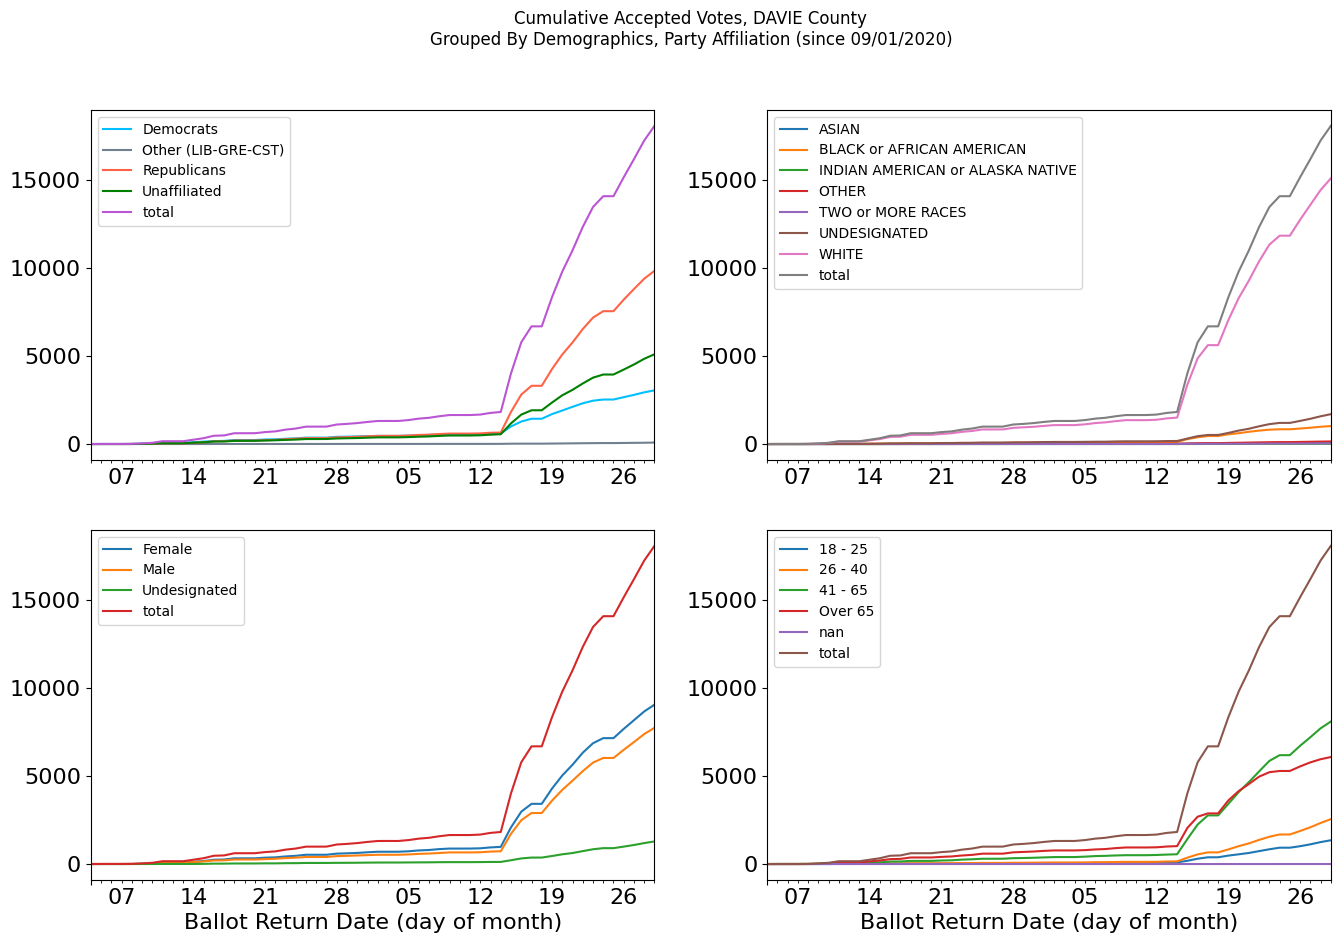 Cumulative Accepted Votes, DAVIE County
Grouped By Demographics, Party Affiliation (since 09/01/2020)
Democrats
Other (LIB-GRE-CST)
Republicans
Unaffiliated
total
15000
10000
5000
0
07 14 21 28 05 12 19 26
ASIAN
BLACK or AFRICAN AMERICAN
INDIAN AMERICAN or ALASKA NATIVE
OTHER
TWO or MORE RACES
UNDESIGNATED
WHITE
total
15000
10000
5000
0
07 14 21 28 05 12 19 26
Female
Male
Undesignated
total
15000
10000
5000
0
07 14 21 28 05 12 19 26
Ballot Return Date (day of month)
18 - 25
26 - 40
41 - 65
Over 65
nan
total
15000
10000
5000
0
07 14 21 28 05 12 19 26
Ballot Return Date (day of month)